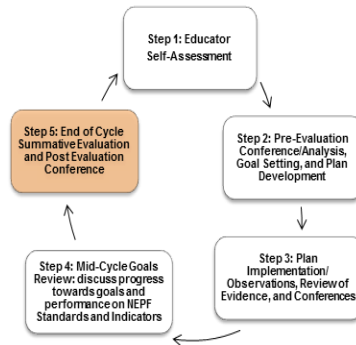 Step 1: Educator
Self-Assessment
Step 2: Pre-Evaluation
Conference/Analysis,
Goal Setting, and Plan
Development
Step 3: Plan
Implementation/
Observations, Review of
Evidence, and Conferences
Step 4: Mid-Cycle Goals
Review: discuss progress
towards goals and
performance on NEPF
Standards and Indicators
Step 5: End of Cycle
Summative Evaluation
and Post Evaluation
Conference